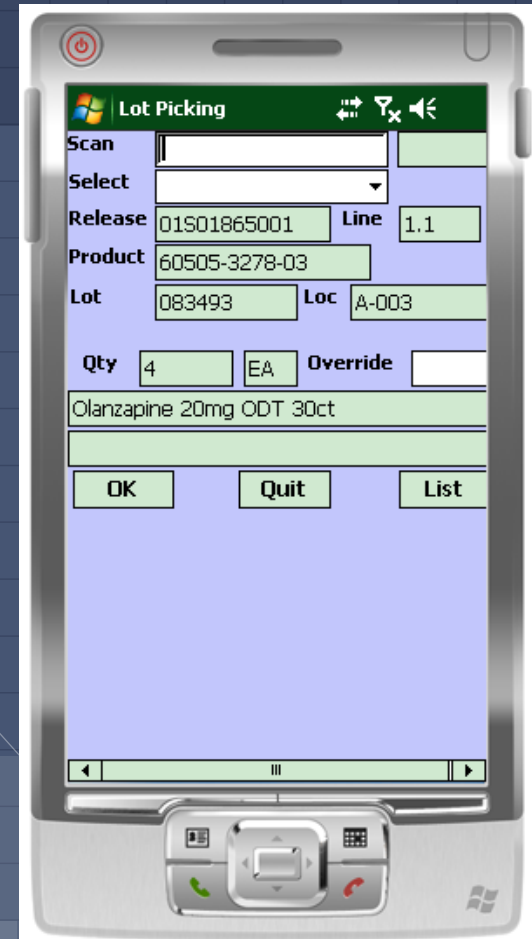 Lot Picking
Scan
Select
Release 01S01865001 Line 1.1
Product 60505-3278-03
Lot 083493 Loc A-003
Qty 4 EA Override
Olanzapine 20mg ODT 30ct
OK Quit List